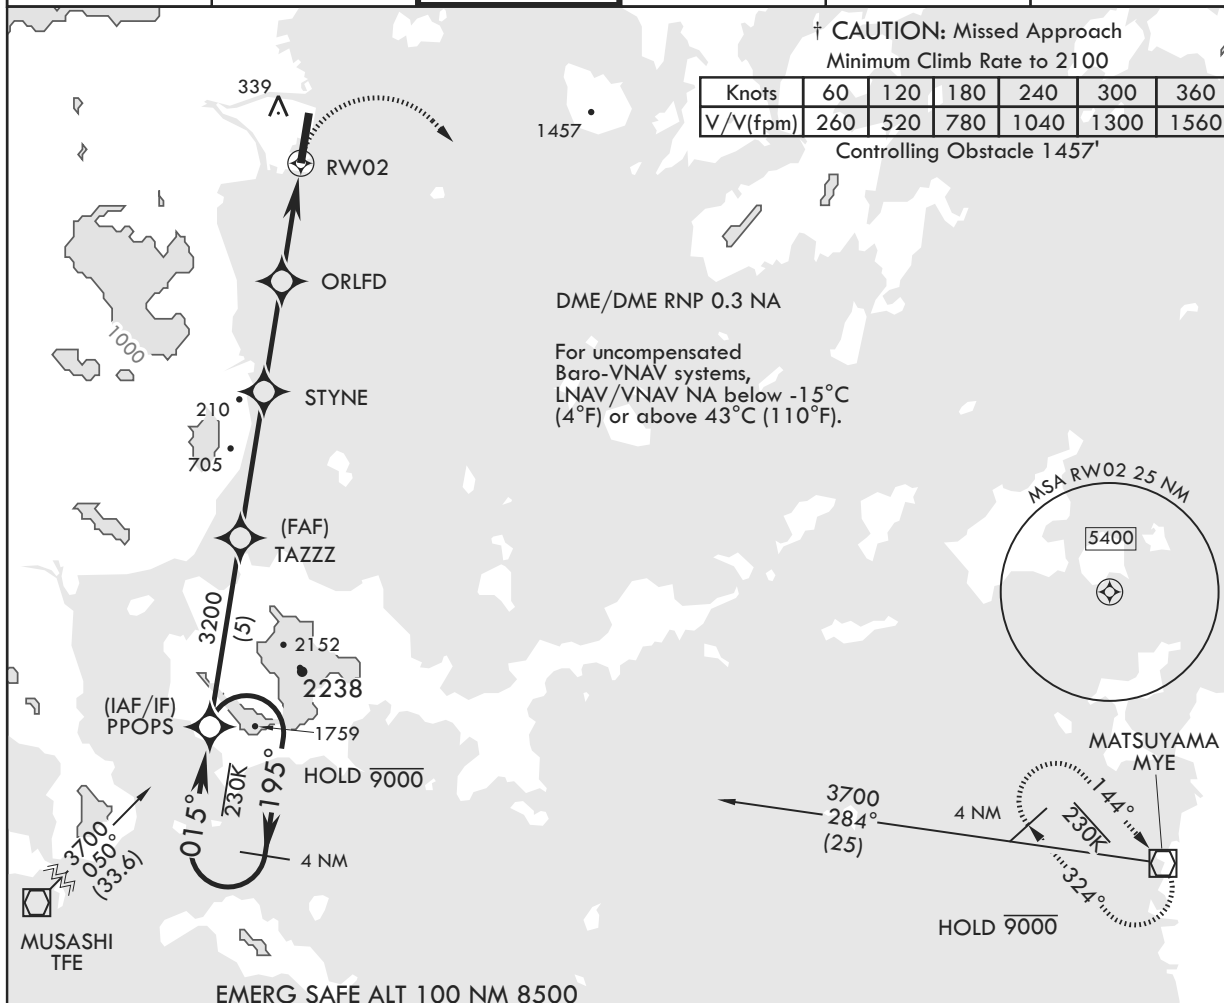 † CAUTION: Missed Approach
Minimum Climb Rate to 2100
Knots 60 120 180 240 300 360
V/V(fpm) 260 520 780 1040 1300 1560
Controlling Obstacle 1457'
339
1457
RW02
ORLFD
1000
DME/DME RNP 0.3 NA
For uncompensated
Baro-VNAV systems,
LNAV/VNAV NA below -15°C
(4°F) or above 43°C (110°F).
STYNE
210
705
MSA RW02 25 NM
5400
(FAF)
TAZZZ
3200
(5)
2152
2238
(IAF/IF)
PPOPS
1759
HOLD 9000
015°
230K
195°
4 NM
3700
050°
(33.6)
MUSASHI
TFE
MATSUYAMA
MYE
3700
284°
(25)
4 NM
144°
230K
324°
HOLD 9000
EMERG SAFE ALT 100 NM 8500